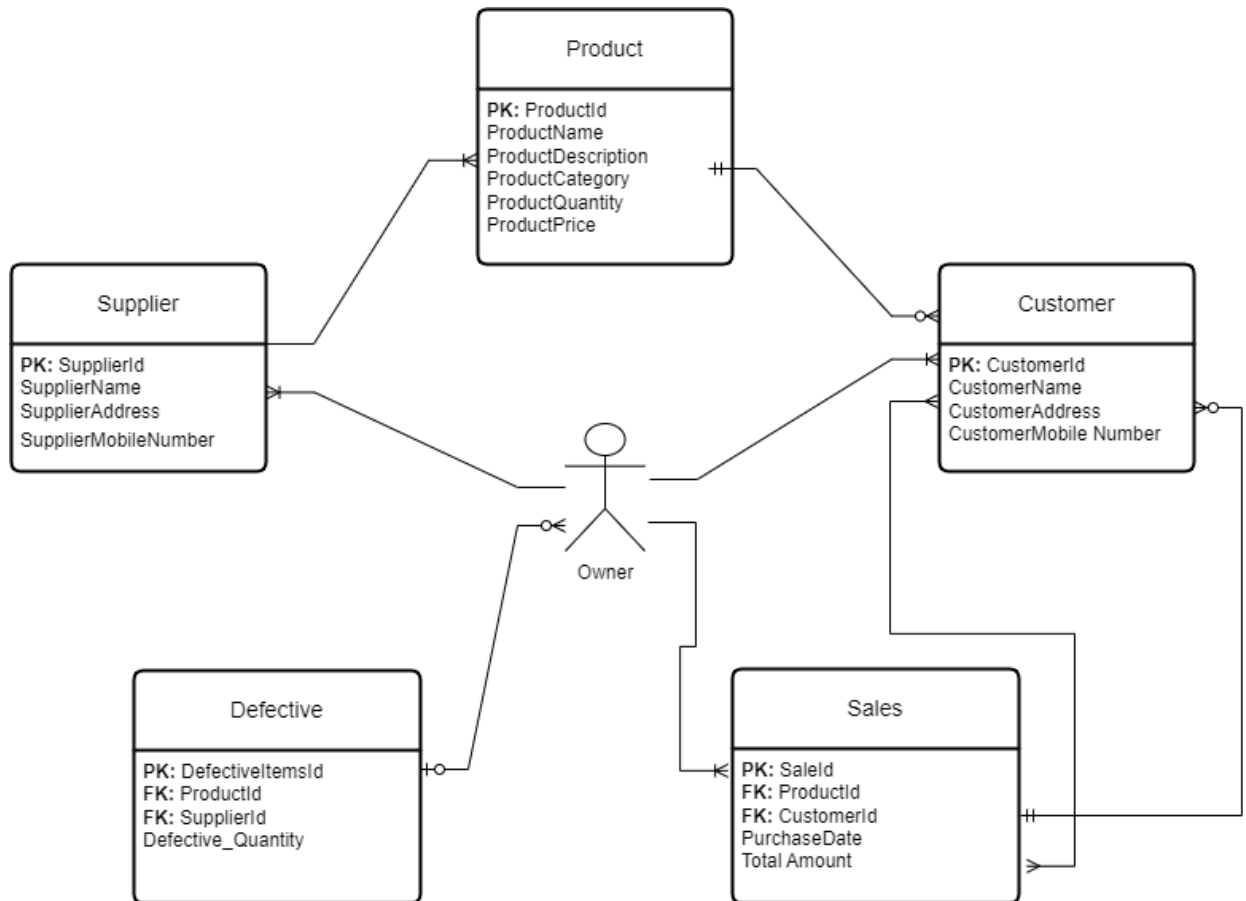 Product
PK: ProductId
ProductName
ProductDescription
ProductCategory
ProductQuantity
ProductPrice
Supplier
PK: SupplierId
SupplierName
SupplierAddress
SupplierMobileNumber
Customer
PK: CustomerId
CustomerName
CustomerAddress
CustomerMobile Number
Owner
Defective
PK: DefectiveItemsId
FK: ProductId
FK: SupplierId
Defective_Quantity
Sales
PK: SaleId
FK: ProductId
FK: CustomerId
PurchaseDate
Total Amount